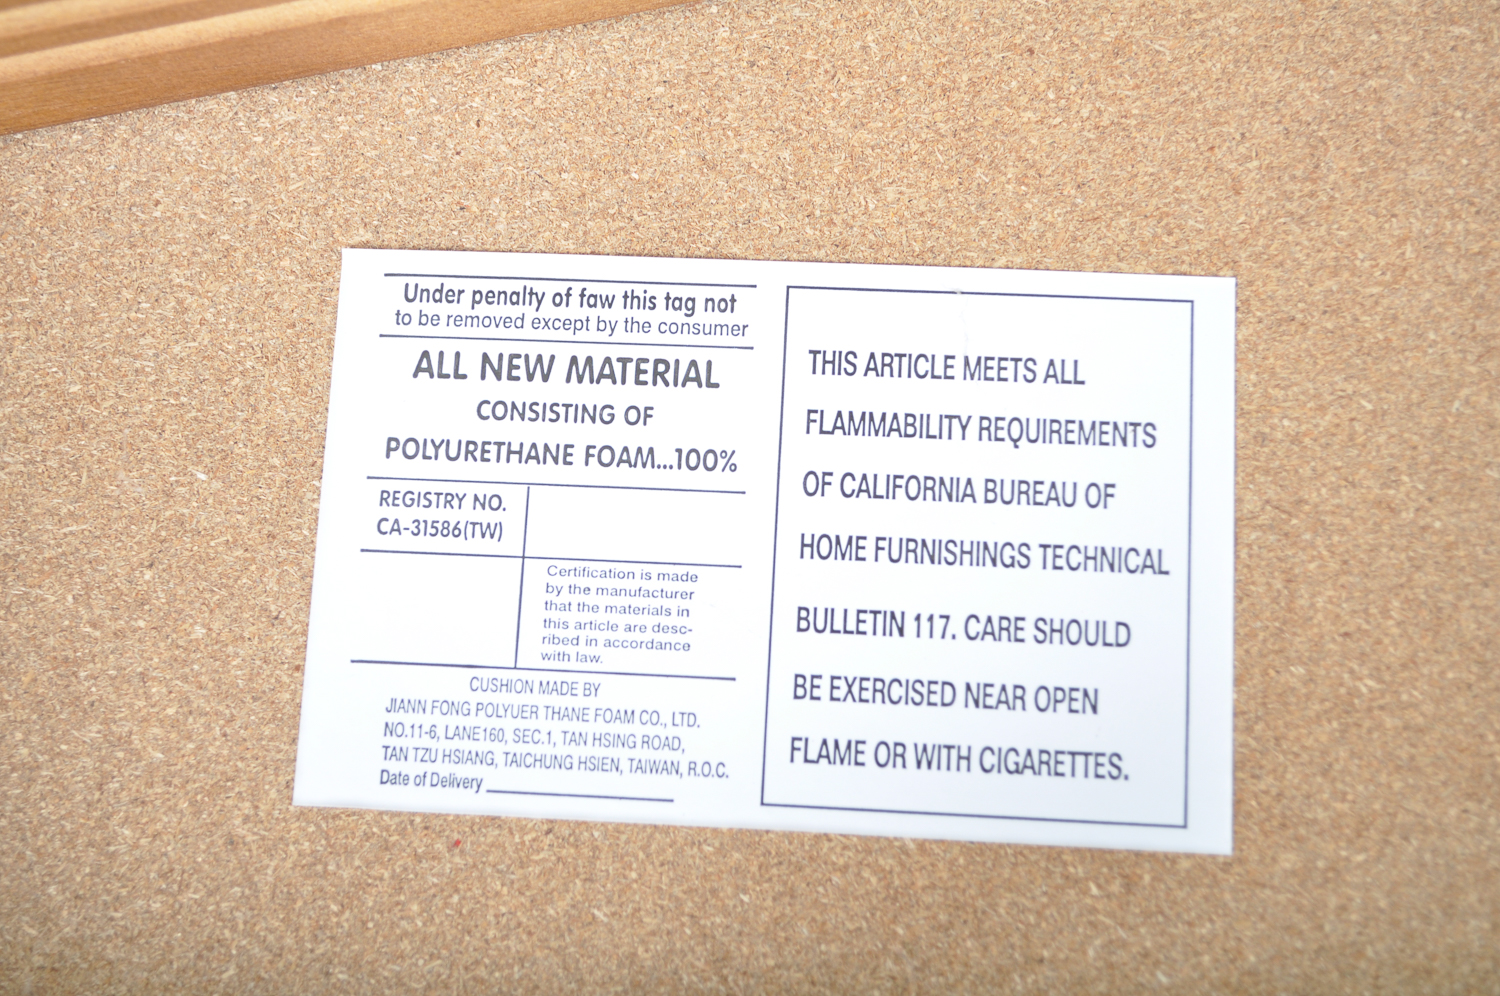 Under penalty of faw this tag not
to be removed except by the consumer
ALL NEW MATERIAL
CONSISTING OF
POLYURETHANE FOAM...100%
REGISTRY NO.
CA-31586(TW)
Certification is made
by the manufacturer
that the materials in
this article are desc-
ribed in accordance
with law.
CUSHION MADE BY
JIANN FONG POLYUER THANE FOAM CO., LTD.
NO.11-6, LANE160, SEC.1, TAN HSING ROAD,
TAN TZU HSIANG, TAICHUNG HSIEN, TAIWAN, R.O.C.
Date of Delivery
THIS ARTICLE MEETS ALL
FLAMMABILITY REQUIREMENTS
OF CALIFORNIA BUREAU OF
HOME FURNISHINGS TECHNICAL
BULLETIN 117. CARE SHOULD
BE EXERCISED NEAR OPEN
FLAME OR WITH CIGARETTES.